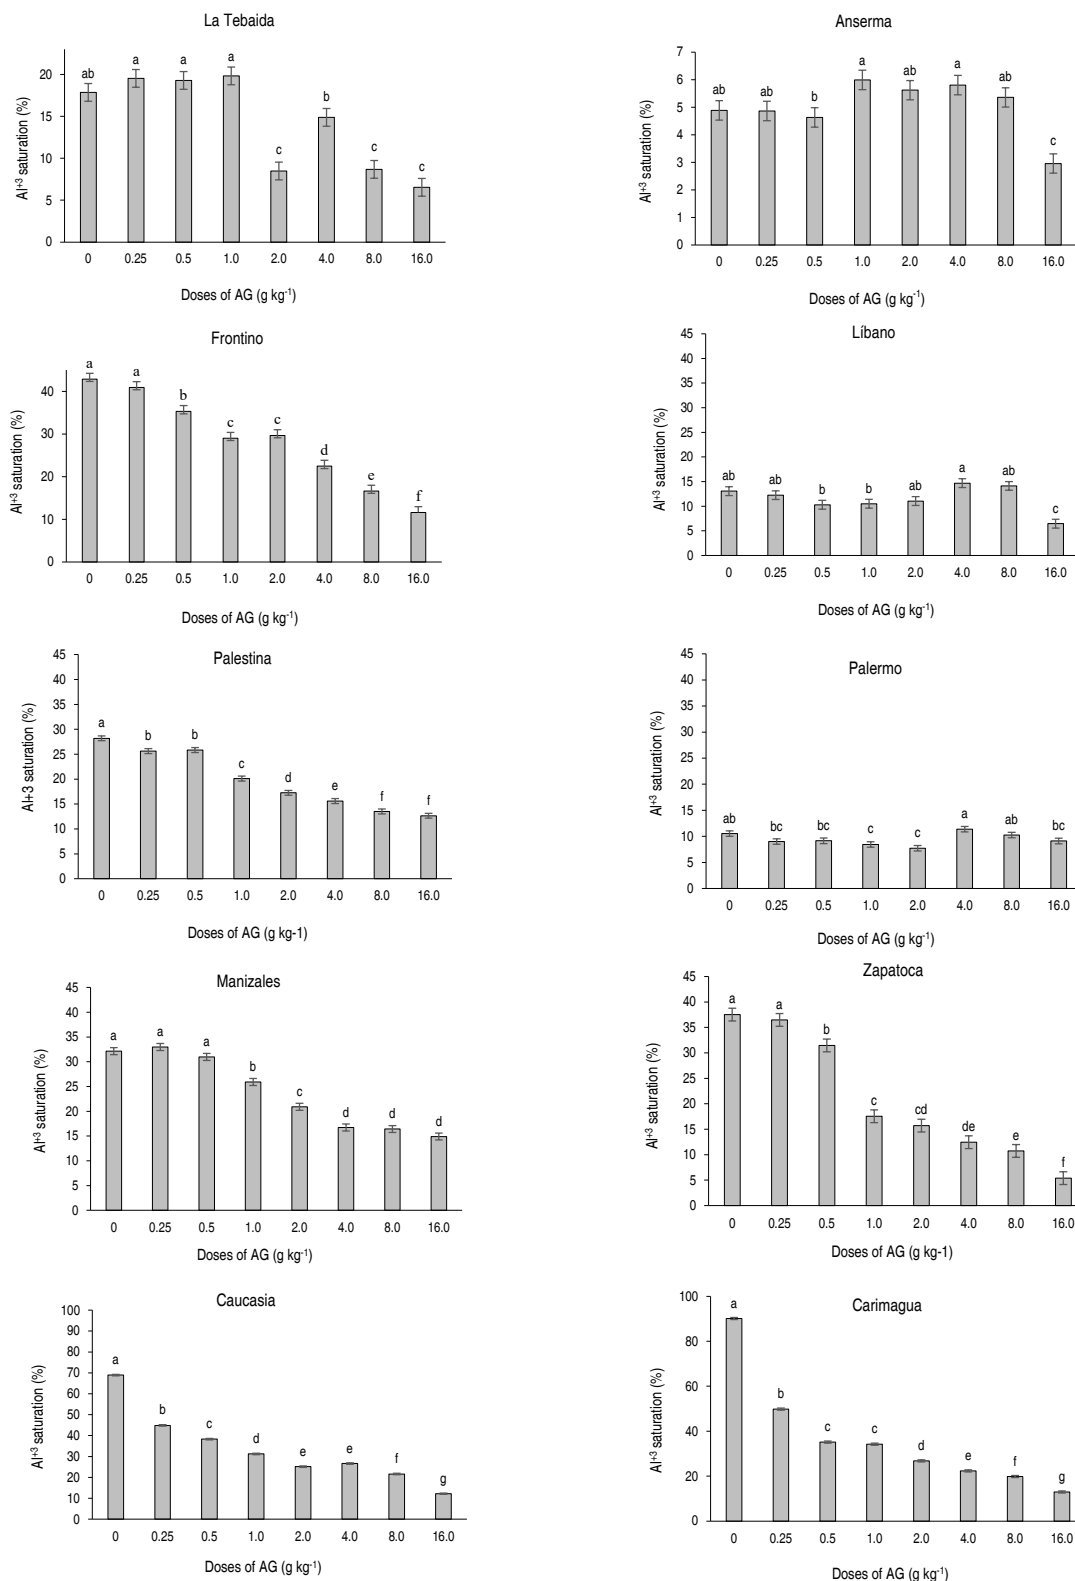 La Tebaida
Al+3 saturation (%)
20
15
10
5
0
ab a a a c b c c
0 0.25 0.5 1.0 2.0 4.0 8.0 16.0
Doses of AG (g kg-1)
Anserma
Al+3 saturation (%)
7
6
5
4
3
2
1
0
ab ab b a ab a ab c
0 0.25 0.5 1.0 2.0 4.0 8.0 16.0
Doses of AG (g kg-1)
Frontino
Al+3 saturation (%)
40
30
20
10
0
a a b c c d e f
0 0.25 0.5 1.0 2.0 4.0 8.0 16.0
Doses of AG (g kg-1)
Líbano
Al+3 saturation (%)
45
40
35
30
25
20
15
10
5
0
ab ab b b ab a ab c
0 0.25 0.5 1.0 2.0 4.0 8.0 16.0
Doses of AG (g kg-1)
Palestina
Al+3 saturation (%)
45
40
35
30
25
20
15
10
5
0
a b b c d e f f
0 0.25 0.5 1.0 2.0 4.0 8.0 16.0
Doses of AG (g kg-1)
Palermo
Al+3 saturation (%)
45
40
35
30
25
20
15
10
5
0
ab bc bc c c a ab bc
0 0.25 0.5 1.0 2.0 4.0 8.0 16.0
Doses of AG (g kg-1)
Manizales
Al+3 saturation (%)
45
40
35
30
25
20
15
10
5
0
a a a b c d d d
0 0.25 0.5 1.0 2.0 4.0 8.0 16.0
Doses of AG (g kg-1)
Zapatoca
Al+3 saturation (%)
45
40
35
30
25
20
15
10
5
0
a a b c cd de e f
0 0.25 0.5 1.0 2.0 4.0 8.0 16.0
Doses of AG (g kg-1)
Caucasia
Al+3 saturation (%)
100
90
80
70
60
50
40
30
20
10
0
a b c d e e f g
0 0.25 0.5 1.0 2.0 4.0 8.0 16.0
Doses of AG (g kg-1)
Carimagua
Al+3 saturation (%)
100
80
60
40
20
0
a b c c d e f g
0 0.25 0.5 1.0 2.0 4.0 8.0 16.0
Doses of AG (g kg-1)